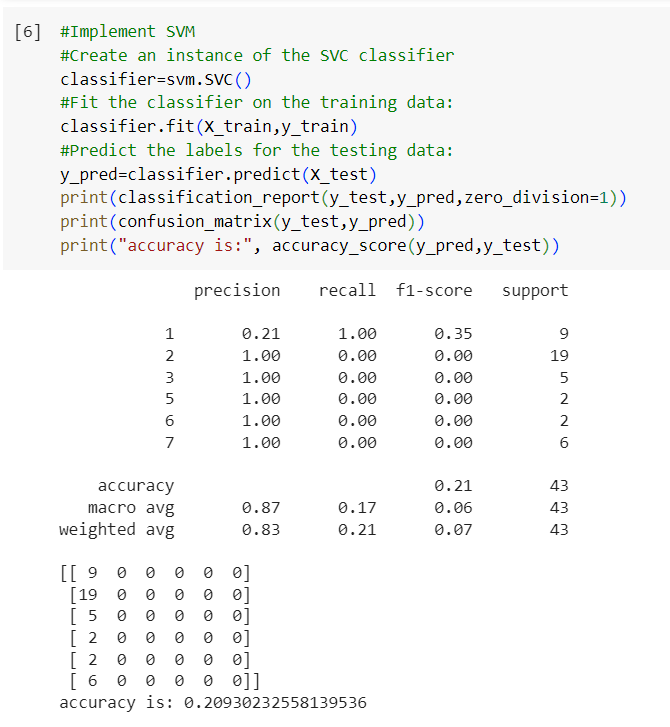 [6] #Implement SVM
#Create an instance of the SVC classifier
classifier=svm.SVC()
#Fit the classifier on the training data:
classifier.fit(X_train,y_train)
#Predict the labels for the testing data:
y_pred=classifier.predict(X_test)
print(classification_report(y_test,y_pred,zero_division=1))
print(confusion_matrix(y_test,y_pred))
print("accuracy is:", accuracy_score(y_pred,y_test))
precision recall f1-score support
1 0.21 1.00 0.35 9
2 1.00 0.00 0.00 19
3 1.00 0.00 0.00 5
5 1.00 0.00 0.00 2
6 1.00 0.00 0.00 2
7 1.00 0.00 0.00 6
accuracy 0.21 43
macro avg 0.87 0.17 0.06 43
weighted avg 0.83 0.21 0.07 43
[[ 9 0 0 0 0 0]
[19 0 0 0 0 0]
[ 5 0 0 0 0 0]
[ 2 0 0 0 0 0]
[ 2 0 0 0 0 0]
[ 6 0 0 0 0 0]]
accuracy is: 0.20930232558139536